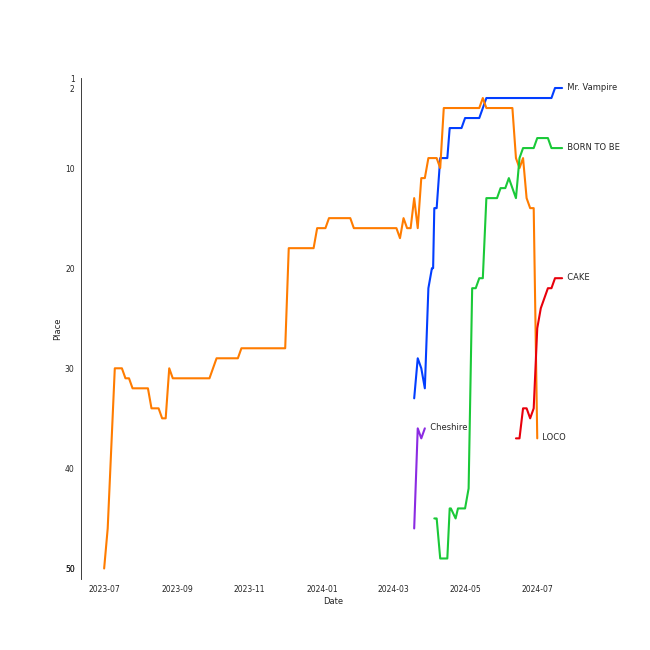 1
2
Mr. Vampire
BORN TO BE
10
20
CAKE
Place
30
Cheshire
LOCO
40
50
2023-07
2023-09
2023-11
2024-01
2024-03
2024-05
2024-07
Date